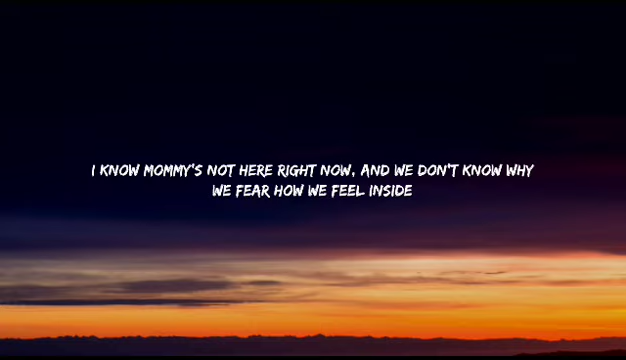 I KNOW MOMMY'S NOT HERE RIGHT NOW, AND WE DON'T KNOW WHY
WE FEAR HOW WE FEEL INSIDE